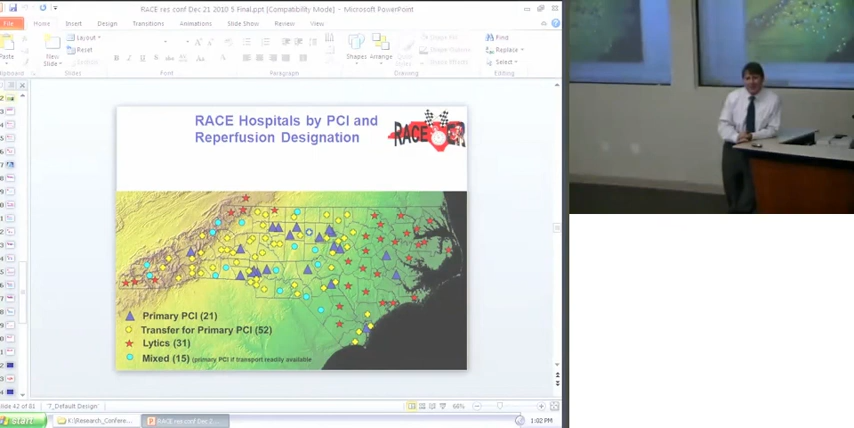 RACE res conf Dec 21 2010 5 Final.ppt [Compatibility Mode] - Microsoft PowerPoint
File Home Insert Design Transitions Animations Slide Show Review View
Layout
Reset
Paste
New
Slide
Shapes Arrange
Find
Replace
Select
Slides Font Paragraph Drawing Editing
RACE Hospitals by PCI and
Reperfusion Designation
RACE ER
Primary PCI (21)
Transfer for Primary PCI (52)
Lytics (31)
Mixed (15) (primary PCI if transport readily available
Slide 42 of 81 "7_Default Design" 66%
Start K:\Research_Confere... RACE res conf Dec 2... 1:02 PM